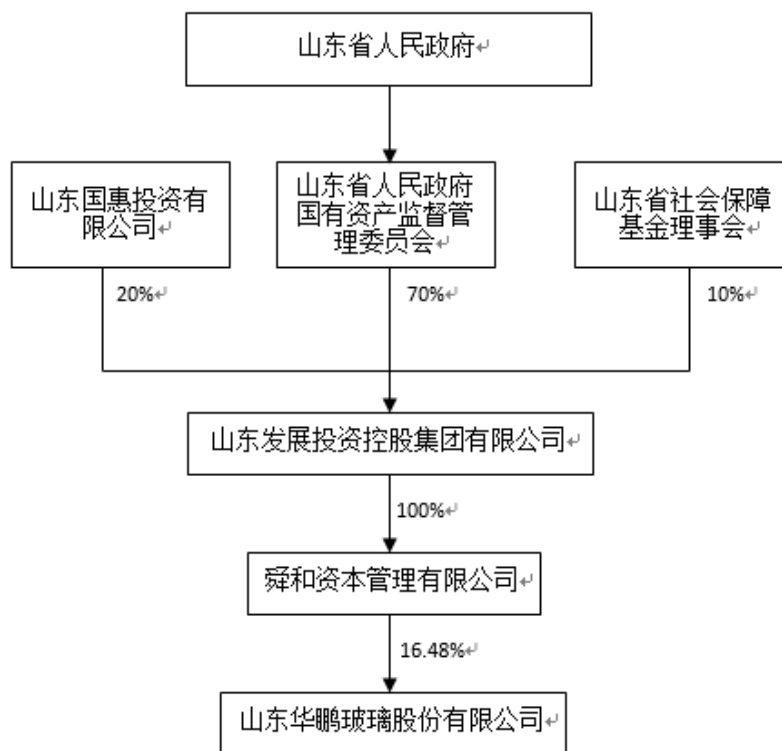 山东省人民政府↵
山东国惠投资有
限公司↵
山东省人民政府
国有资产监督管
理委员会↵
山东省社会保障
基金理事会↵
20%↵
70%↵
10%↵
山东发展投资控股集团有限公司↵
100%↵
舜和资本管理有限公司↵
16.48%↵
山东华鹏玻璃股份有限公司↵